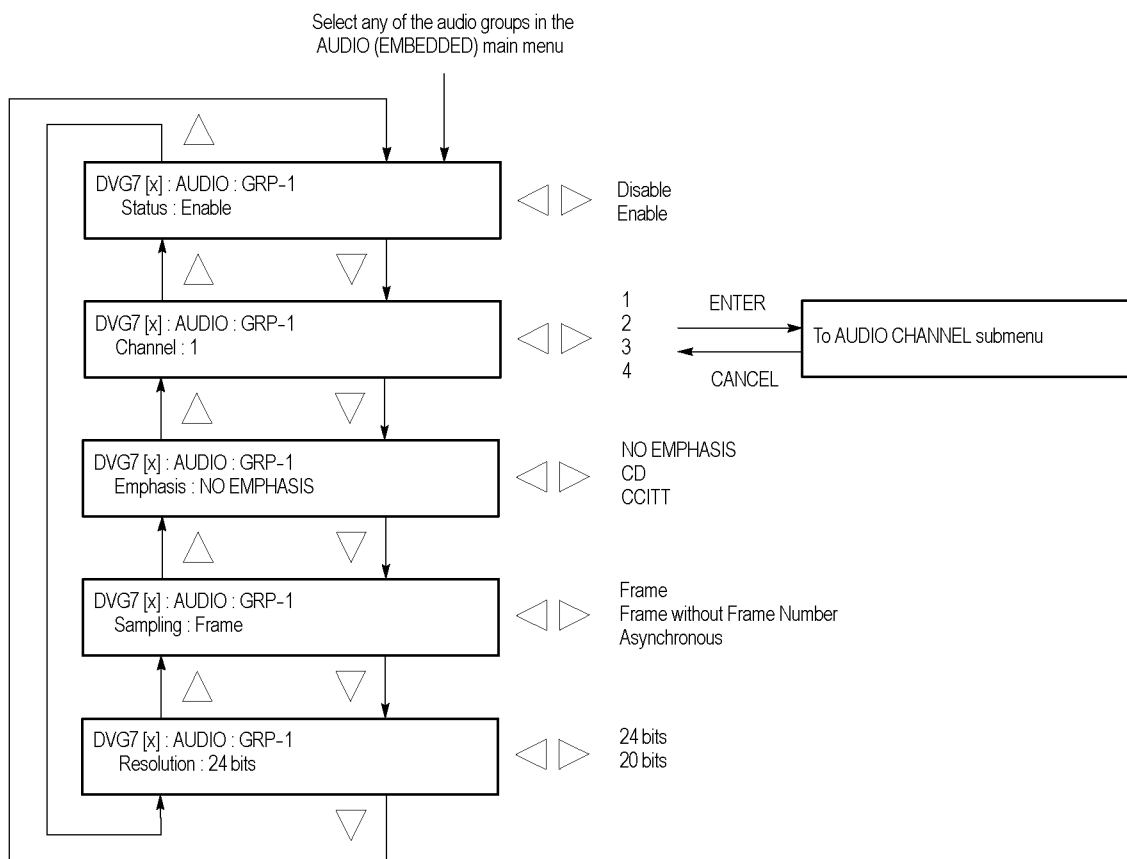 Select any of the audio groups in the
AUDIO (EMBEDDED) main menu
DVG7 [x] : AUDIO : GRP-1
Status : Enable
Disable
Enable
DVG7 [x] : AUDIO : GRP-1
Channel : 1
1
2
3
4
ENTER
CANCEL
To AUDIO CHANNEL submenu
DVG7 [x] : AUDIO : GRP-1
Emphasis : NO EMPHASIS
NO EMPHASIS
CD
CCITT
DVG7 [x] : AUDIO : GRP-1
Sampling : Frame
Frame
Frame without Frame Number
Asynchronous
DVG7 [x] : AUDIO : GRP-1
Resolution : 24 bits
24 bits
20 bits